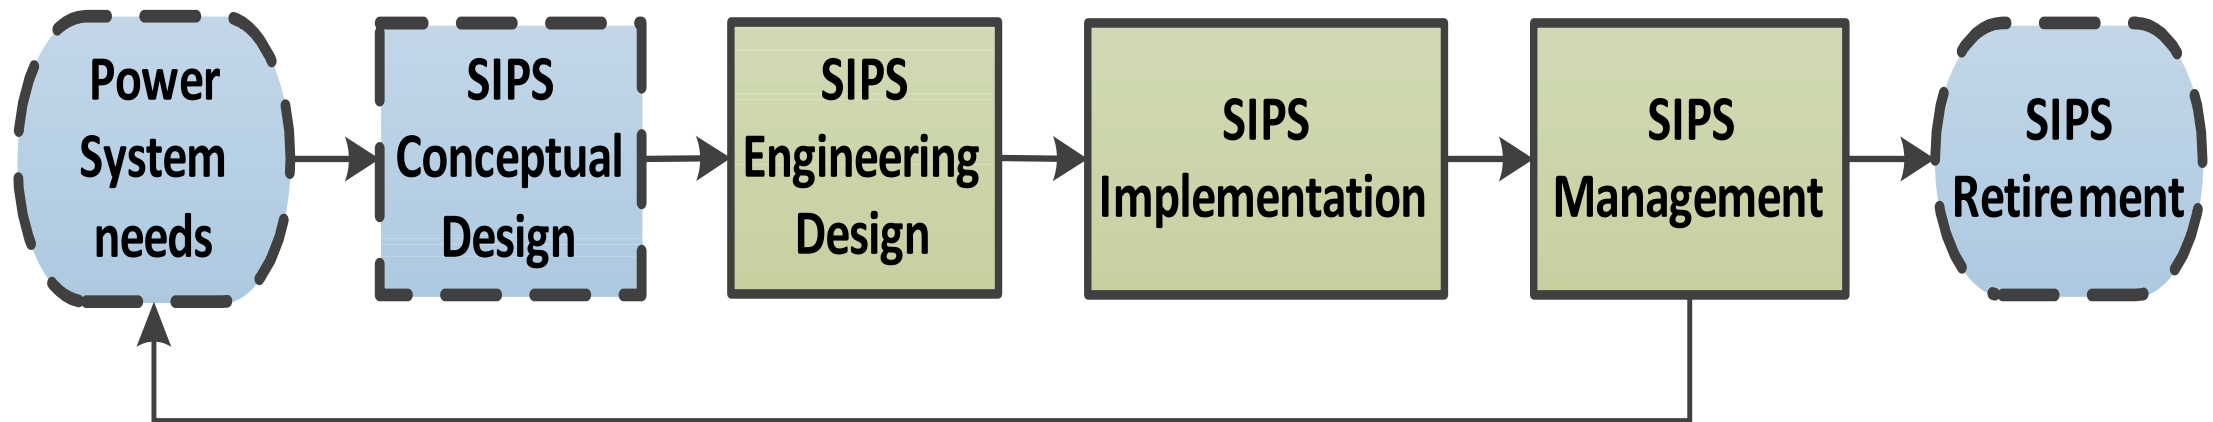 Power
System
needs
SIPS
Conceptual
Design
SIPS
Engineering
Design
SIPS
Implementation
SIPS
Management
SIPS
Retirement